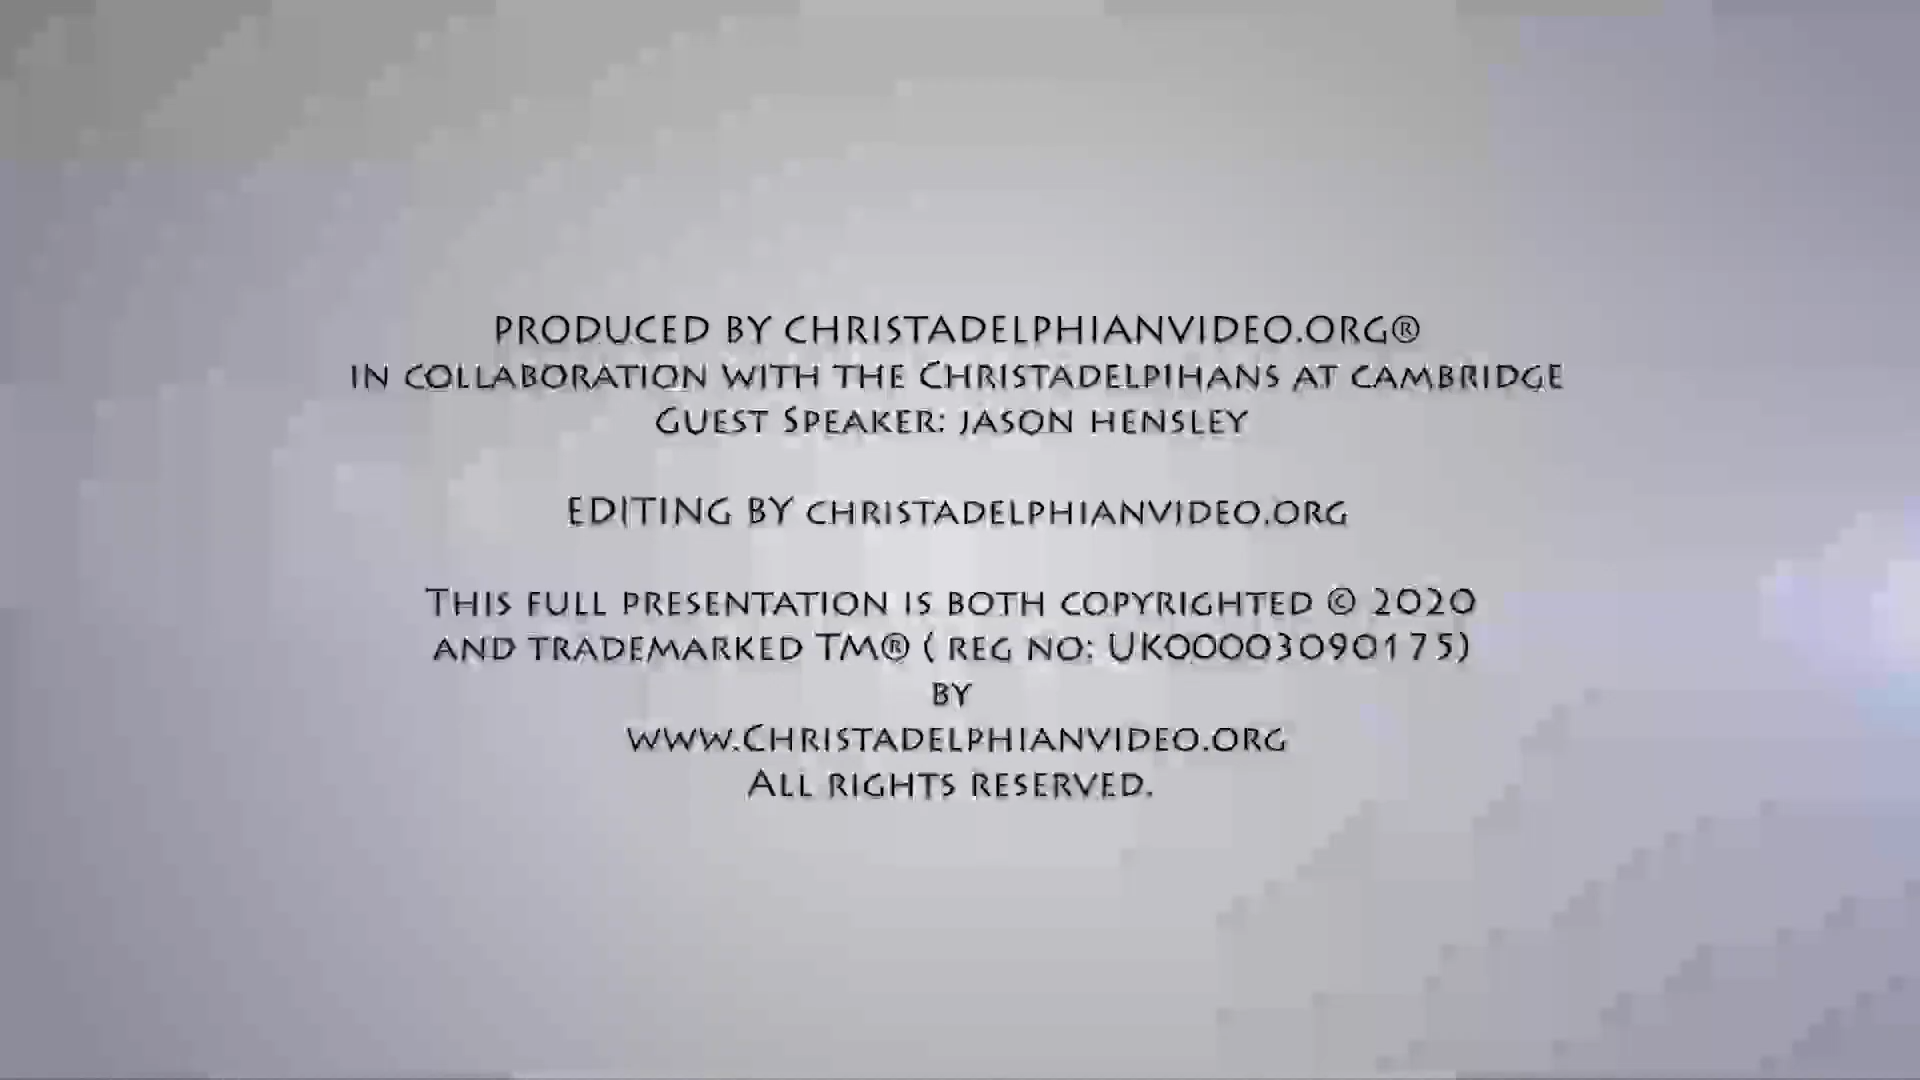 PRODUCED BY CHRISTADELPHIANVIDEO.ORG®
IN COLLABORATION WITH THE CHRISTADELPIHANS AT CAMBRIDGE
GUEST SPEAKER: JASON HENSLEY
EDITING BY CHRISTADELPHIANVIDEO.ORG
THIS FULL PRESENTATION IS BOTH COPYRIGHTED © 2020
AND TRADEMARKED TM® ( REG NO: UK00003090175)
BY
WWW.CHRISTADELPHIANVIDEO.ORG
ALL RIGHTS RESERVED.